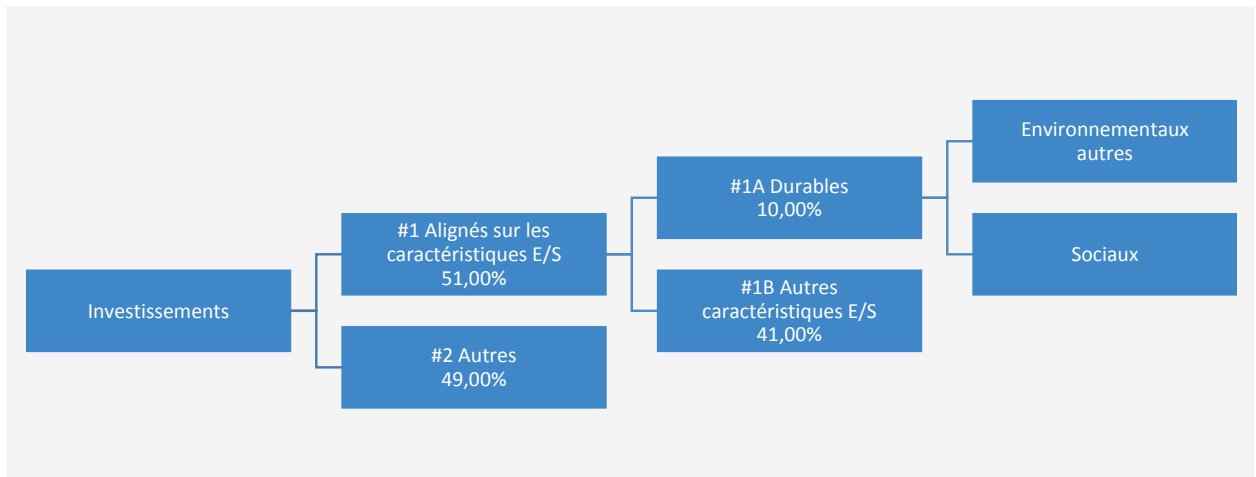 Investissements
#1 Alignés sur les
caractéristiques E/S
51,00%
#2 Autres
49,00%
#1A Durables
10,00%
#1B Autres
caractéristiques E/S
41,00%
Environnementaux
autres
Sociaux